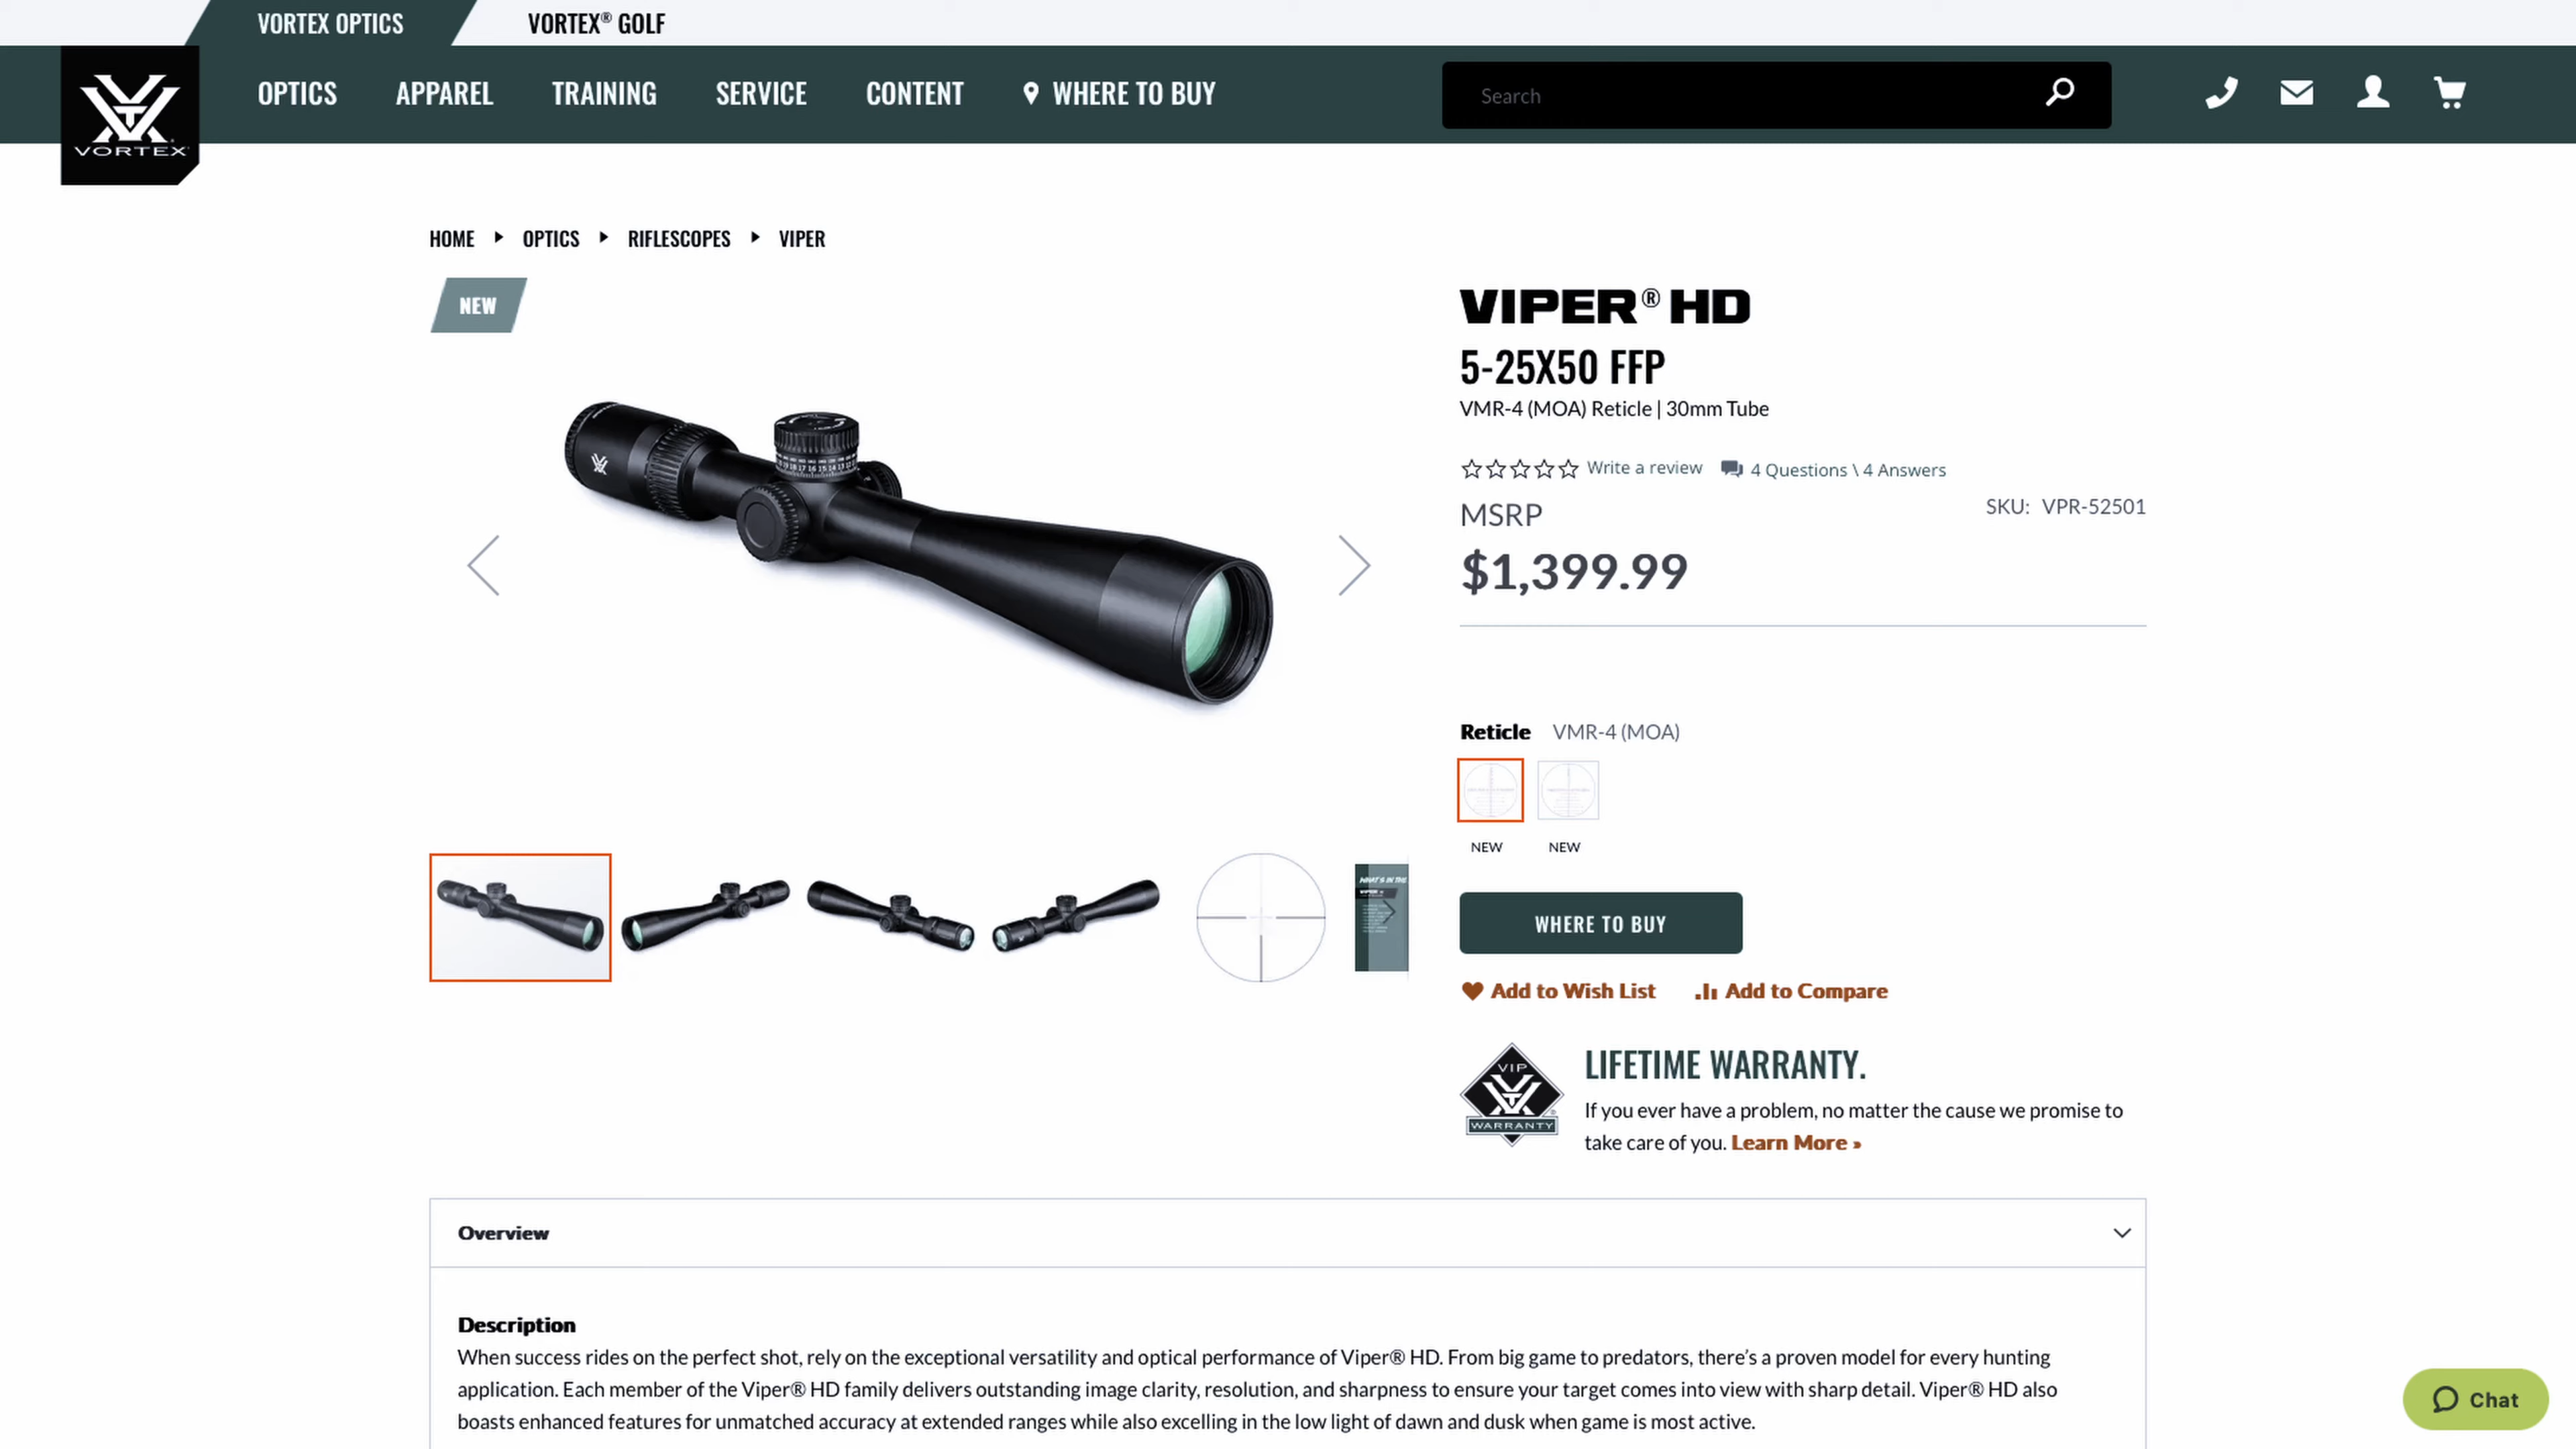 VORTEX OPTICS
VORTEX® GOLF
VORTEX
OPTICS
APPAREL
TRAINING
SERVICE
CONTENT
WHERE TO BUY
Search
HOME
OPTICS
RIFLESCOPES
VIPER
NEW
VIPER® HD
5-25X50 FFP
VMR-4 (MOA) Reticle | 30mm Tube
Write a review
4 Questions \ 4 Answers
MSRP
SKU: VPR-52501
$1,399.99
Reticle VMR-4 (MOA)
NEW
NEW
WHAT'S IN THE
WHERE TO BUY
Add to Wish List
Add to Compare
VIP
WARRANTY
LIFETIME WARRANTY.
If you ever have a problem, no matter the cause we promise to
take care of you. Learn More »
Overview
Description
When success rides on the perfect shot, rely on the exceptional versatility and optical performance of Viper® HD. From big game to predators, there's a proven model for every hunting
application. Each member of the Viper® HD family delivers outstanding image clarity, resolution, and sharpness to ensure your target comes into view with sharp detail. Viper® HD also
boasts enhanced features for unmatched accuracy at extended ranges while also excelling in the low light of dawn and dusk when game is most active.
Chat